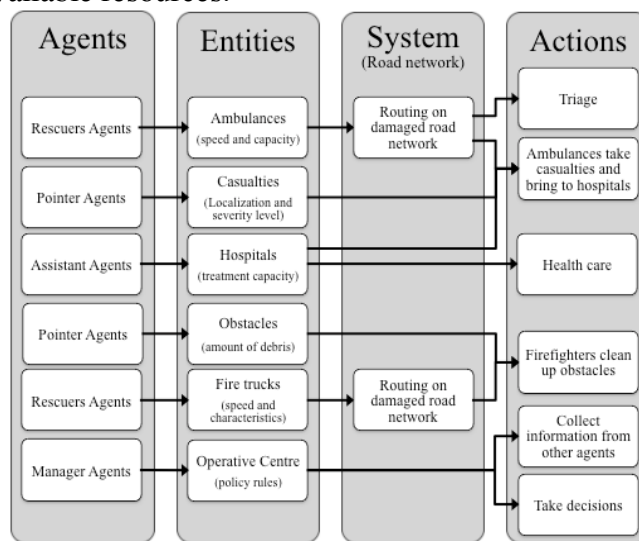 resources.
Agents
Entities
System
(Road network)
Actions
Rescuers Agents
Ambulances
(speed and capacity)
Routing on
damaged road
network
Triage
Pointer Agents
Casualties
(Localization and
severity level)
Ambulances take
casualties and
bring to hospitals
Assistant Agents
Hospitals
(treatment capacity)
Health care
Pointer Agents
Obstacles
(amount of debris)
Firefighters clean
up obstacles
Rescuers Agents
Fire trucks
(speed and
characteristics)
Routing on
damaged road
network
Manager Agents
Operative Centre
(policy rules)
Collect
information from
other agents
Take decisions